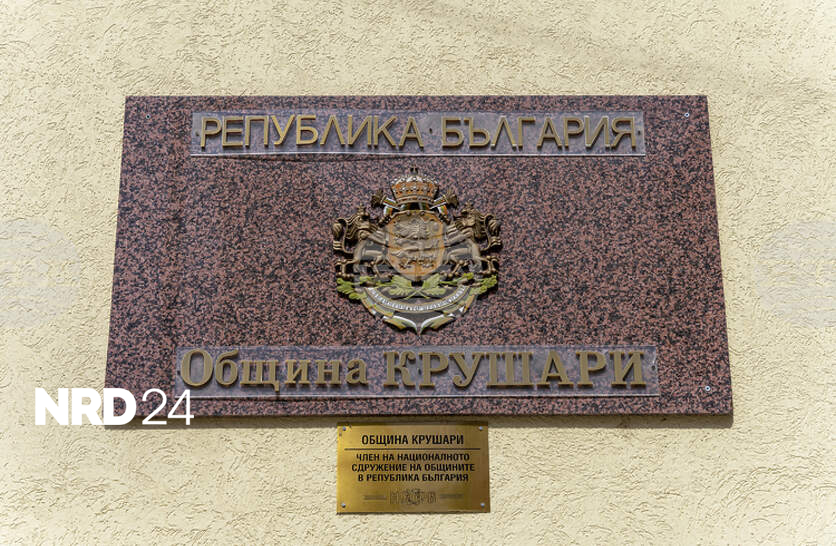 РЕПУБЛИКА БЪЛГАРИЯ
Община КРУШАРИ
NRD24
ОБЩИНА КРУШАРИ
ЧЛЕН НА НАЦИОНАЛНОТО
СДРУЖЕНИЕ НА ОБЩИНИТЕ
В РЕПУБЛИКА БЪЛГАРИЯ